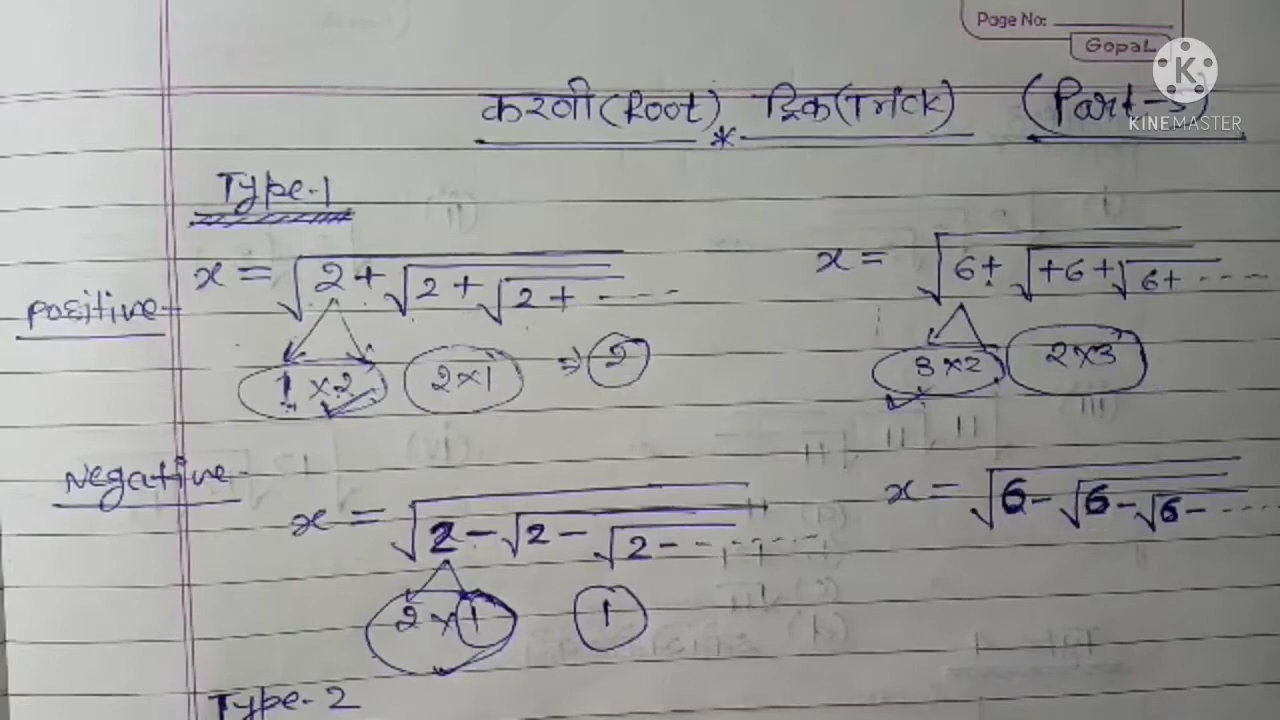 Page No:
GopaL
K
KINEMASTER
करणी (Root) * ट्रिक (Trick) (Part-3)
Type-1
Positive-
x = √2+√2+√2+ ----
x = √6+√+6+√6+ ----
1 × 2 2×1 ⇒ 2
3×2 2×3
Negative-
x = √2-√2-√2-------
x = √6-√6-√6-----
2 × 1 1
Type-2